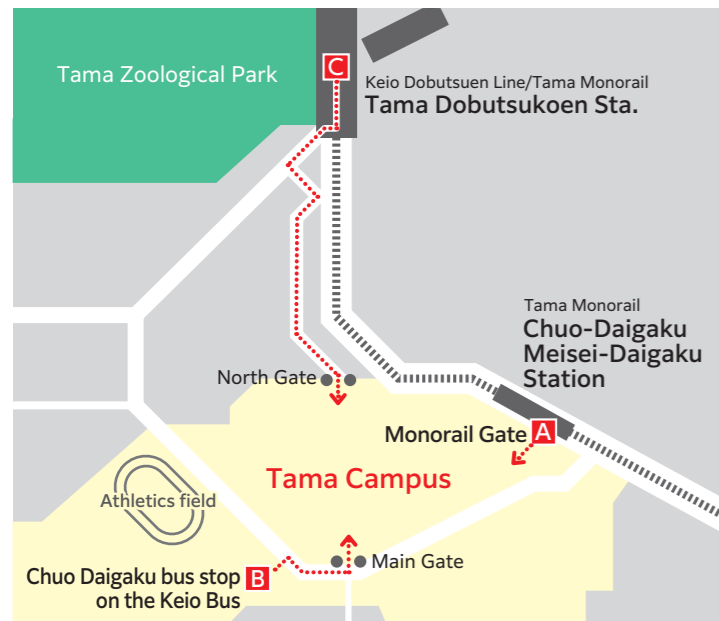 Tama Zoological Park
C
Keio Dobutsuen Line/Tama Monorail
Tama Dobutsukoen Sta.
Tama Monorail
Chuo-Daigaku
Meisei-Daigaku
Station
North Gate
Monorail Gate A
Tama Campus
Athletics field
Main Gate
Chuo Daigaku bus stop B
on the Keio Bus